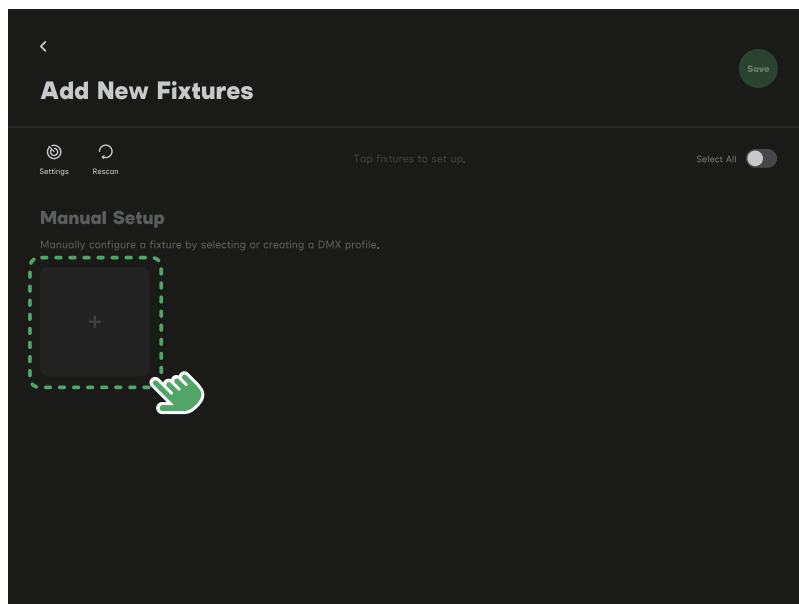 Add New Fixtures
Save
Settings
Rescan
Tap fixtures to set up.
Select All
Manual Setup
Manually configure a fixture by selecting or creating a DMX profile.
+